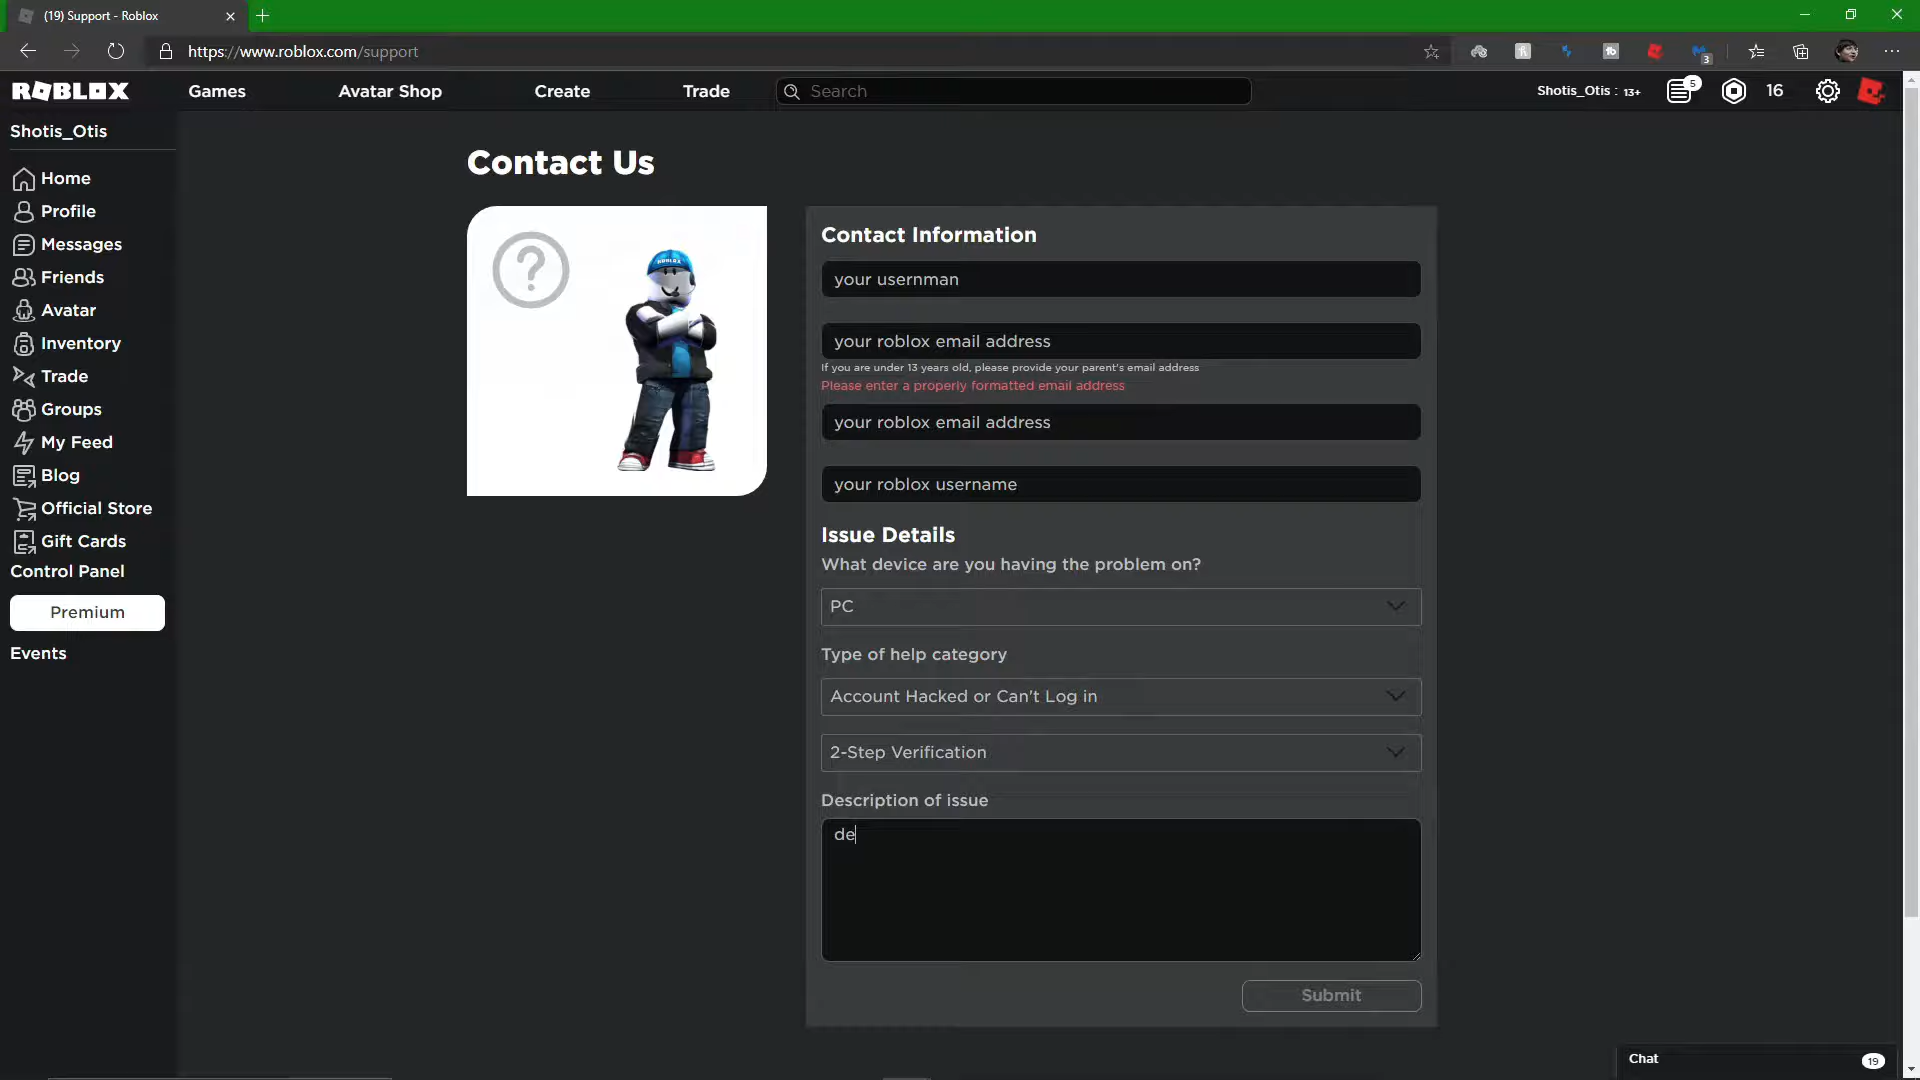 (19) Support - Roblox
https://www.roblox.com/support
3
ROBLOX
Games
Avatar Shop
Create
Trade
Search
Shotis_Otis : 13+
5
16
Shotis_Otis
Home
Profile
Messages
Friends
Avatar
Inventory
Trade
Groups
My Feed
Blog
Official Store
Gift Cards
Control Panel
Premium
Events
Contact Us
ROBLOX
Contact Information
your usernman
your roblox email address
If you are under 13 years old, please provide your parent's email address
Please enter a properly formatted email address
your roblox email address
your roblox username
Issue Details
What device are you having the problem on?
PC
Type of help category
Account Hacked or Can't Log in
2-Step Verification
Description of issue
de
Submit
Chat
19